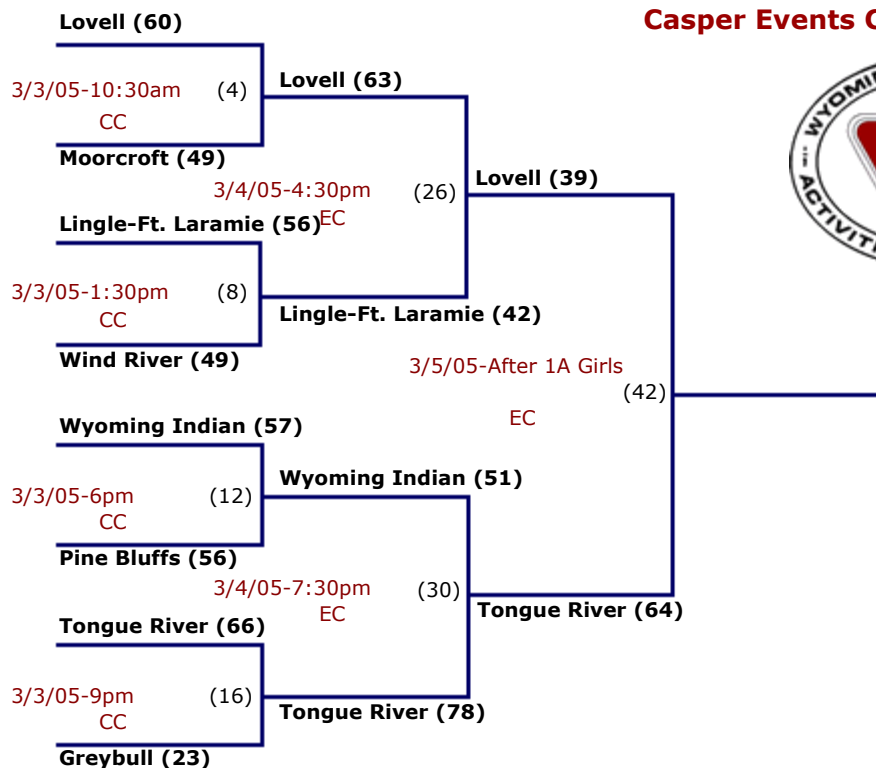 Casper Events
Lovell (60)
3/3/05-10:30am (4)
CC
Lovell (63)
Moorcroft (49)
3/4/05-4:30pm (26)
EC
Lovell (39)
Lingle-Ft. Laramie (56)
3/3/05-1:30pm (8)
CC
Lingle-Ft. Laramie (42)
Wind River (49)
3/5/05-After 1A Girls
(42)
EC
Wyoming Indian (57)
3/3/05-6pm (12)
CC
Wyoming Indian (51)
Pine Bluffs (56)
3/4/05-7:30pm (30)
EC
Tongue River (64)
Tongue River (66)
3/3/05-9pm (16)
CC
Tongue River (78)
Greybull (23)